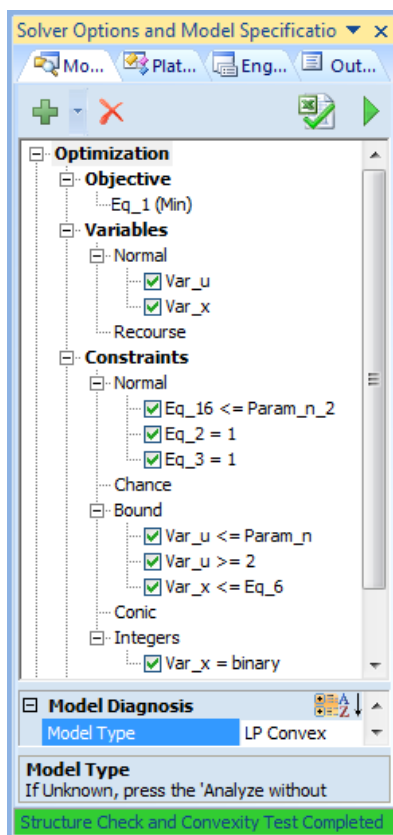 Solver Options and Model Specificatio
Mo... Plat... Eng... Out...
Optimization
Objective
Eq_1 (Min)
Variables
Normal
Var_u
Var_x
Recourse
Constraints
Normal
Eq_16 <= Param_n_2
Eq_2 = 1
Eq_3 = 1
Chance
Bound
Var_u <= Param_n
Var_u >= 2
Var_x <= Eq_6
Conic
Integers
Var_x = binary
Model Diagnosis
Model Type LP Convex
Model Type
If Unknown, press the 'Analyze without
Structure Check and Convexity Test Completed